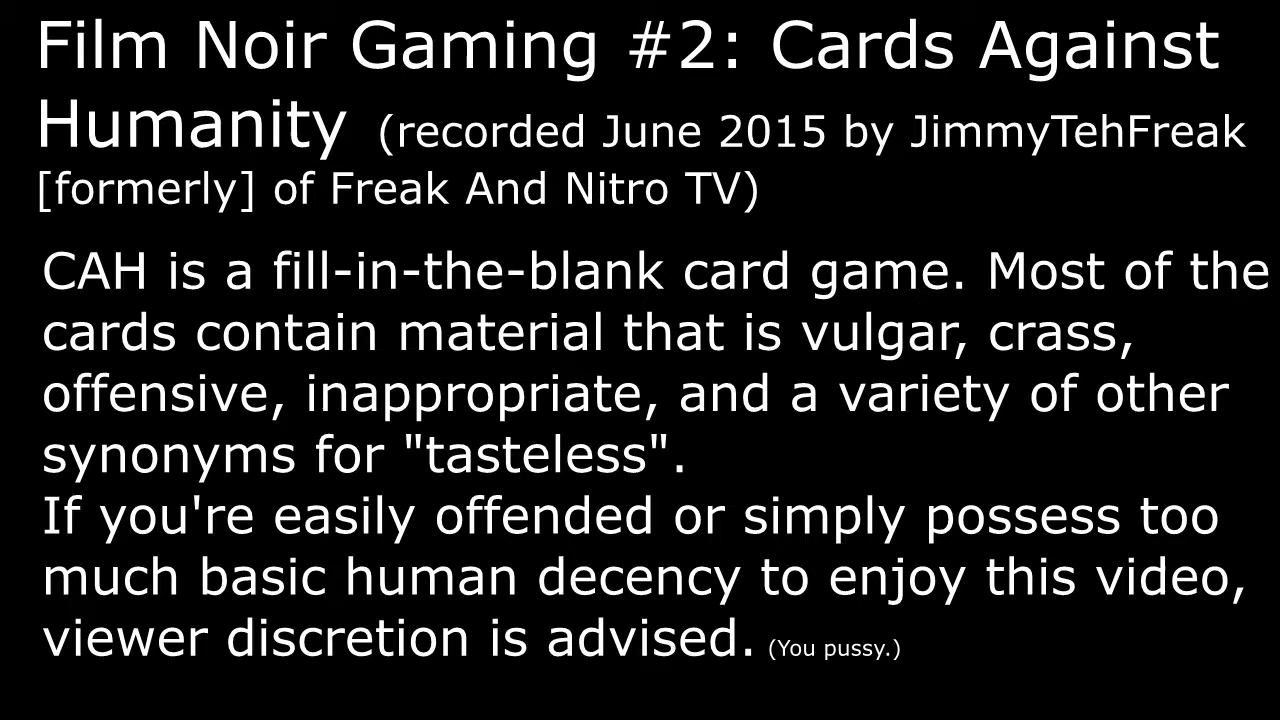 Film Noir Gaming #2: Cards Against
Humanity (recorded June 2015 by JimmyTehFreak
[formerly] of Freak And Nitro TV)
CAH is a fill-in-the-blank card game. Most of the
cards contain material that is vulgar, crass,
offensive, inappropriate, and a variety of other
synonyms for "tasteless".
If you're easily offended or simply possess too
much basic human decency to enjoy this video,
viewer discretion is advised. (You pussy.)